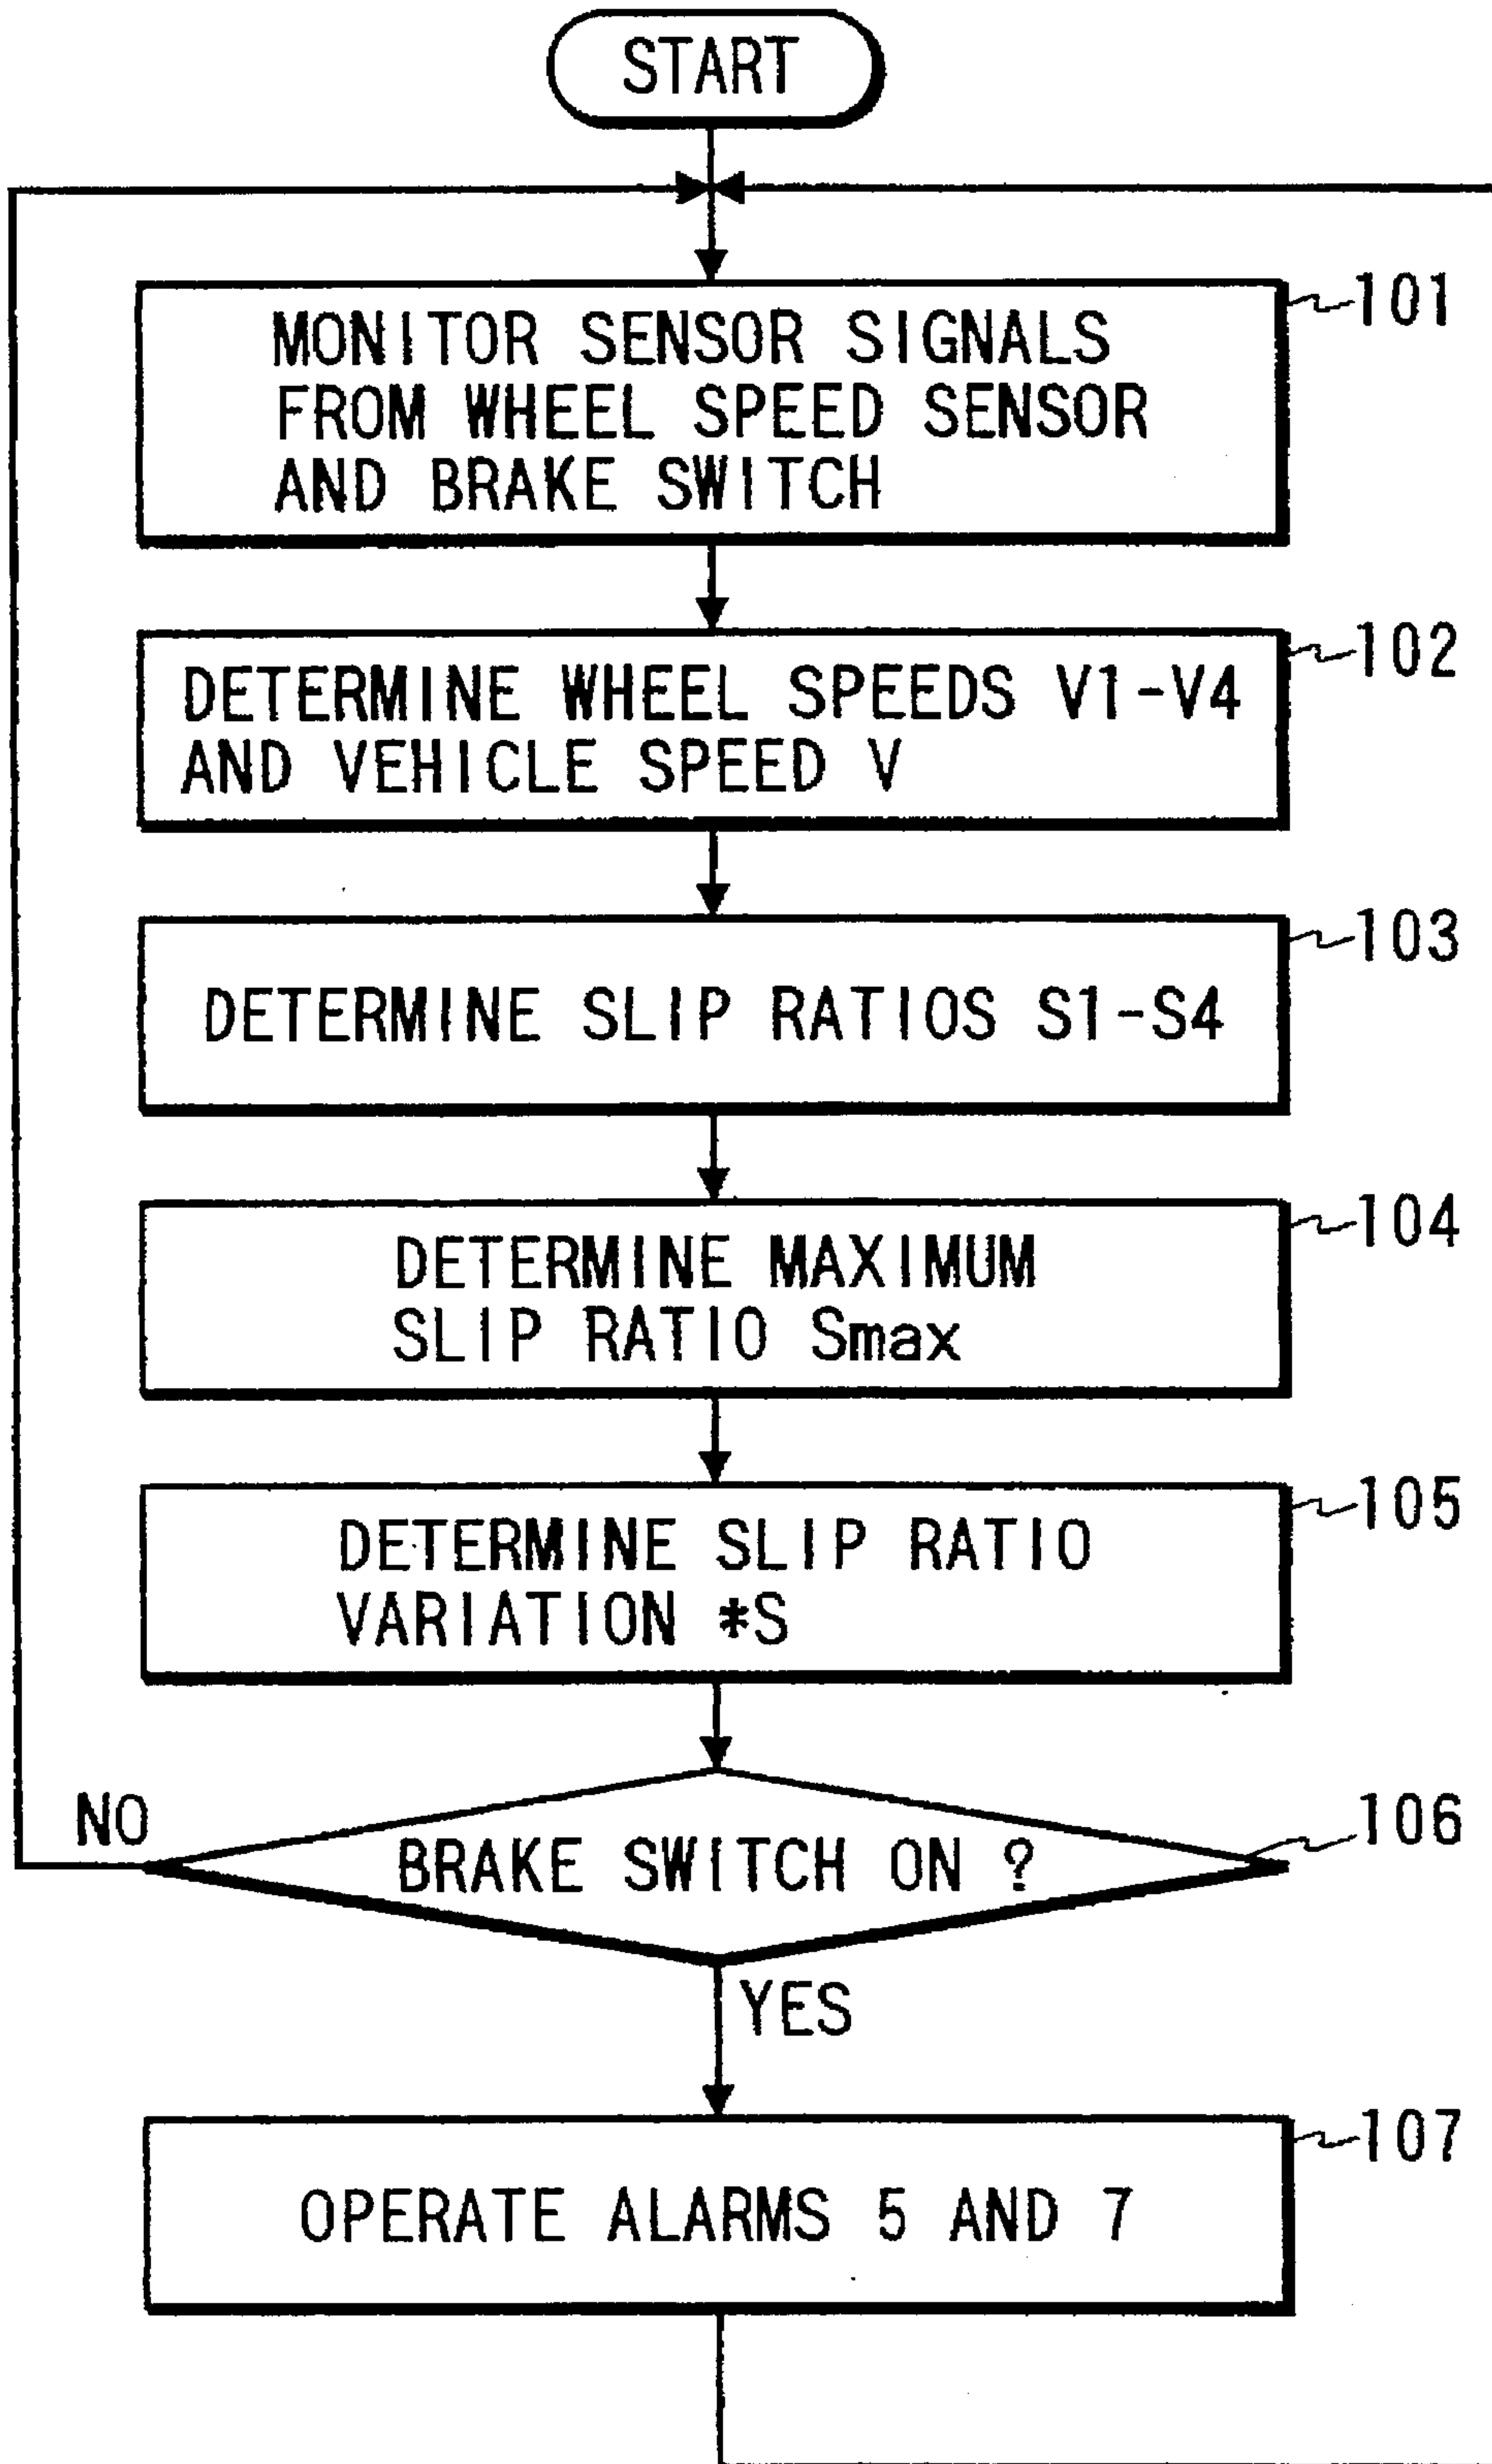 START
101
MONITOR SENSOR SIGNALS
FROM WHEEL SPEED SENSOR
AND BRAKE SWITCH
102
DETERMINE WHEEL SPEEDS V1-V4
AND VEHICLE SPEED V
103
DETERMINE SLIP RATIOS S1-S4
104
DETERMINE MAXIMUM
SLIP RATIO Smax
105
DETERMINE SLIP RATIO
VARIATION *S
NO
106
BRAKE SWITCH ON ?
YES
107
OPERATE ALARMS 5 AND 7